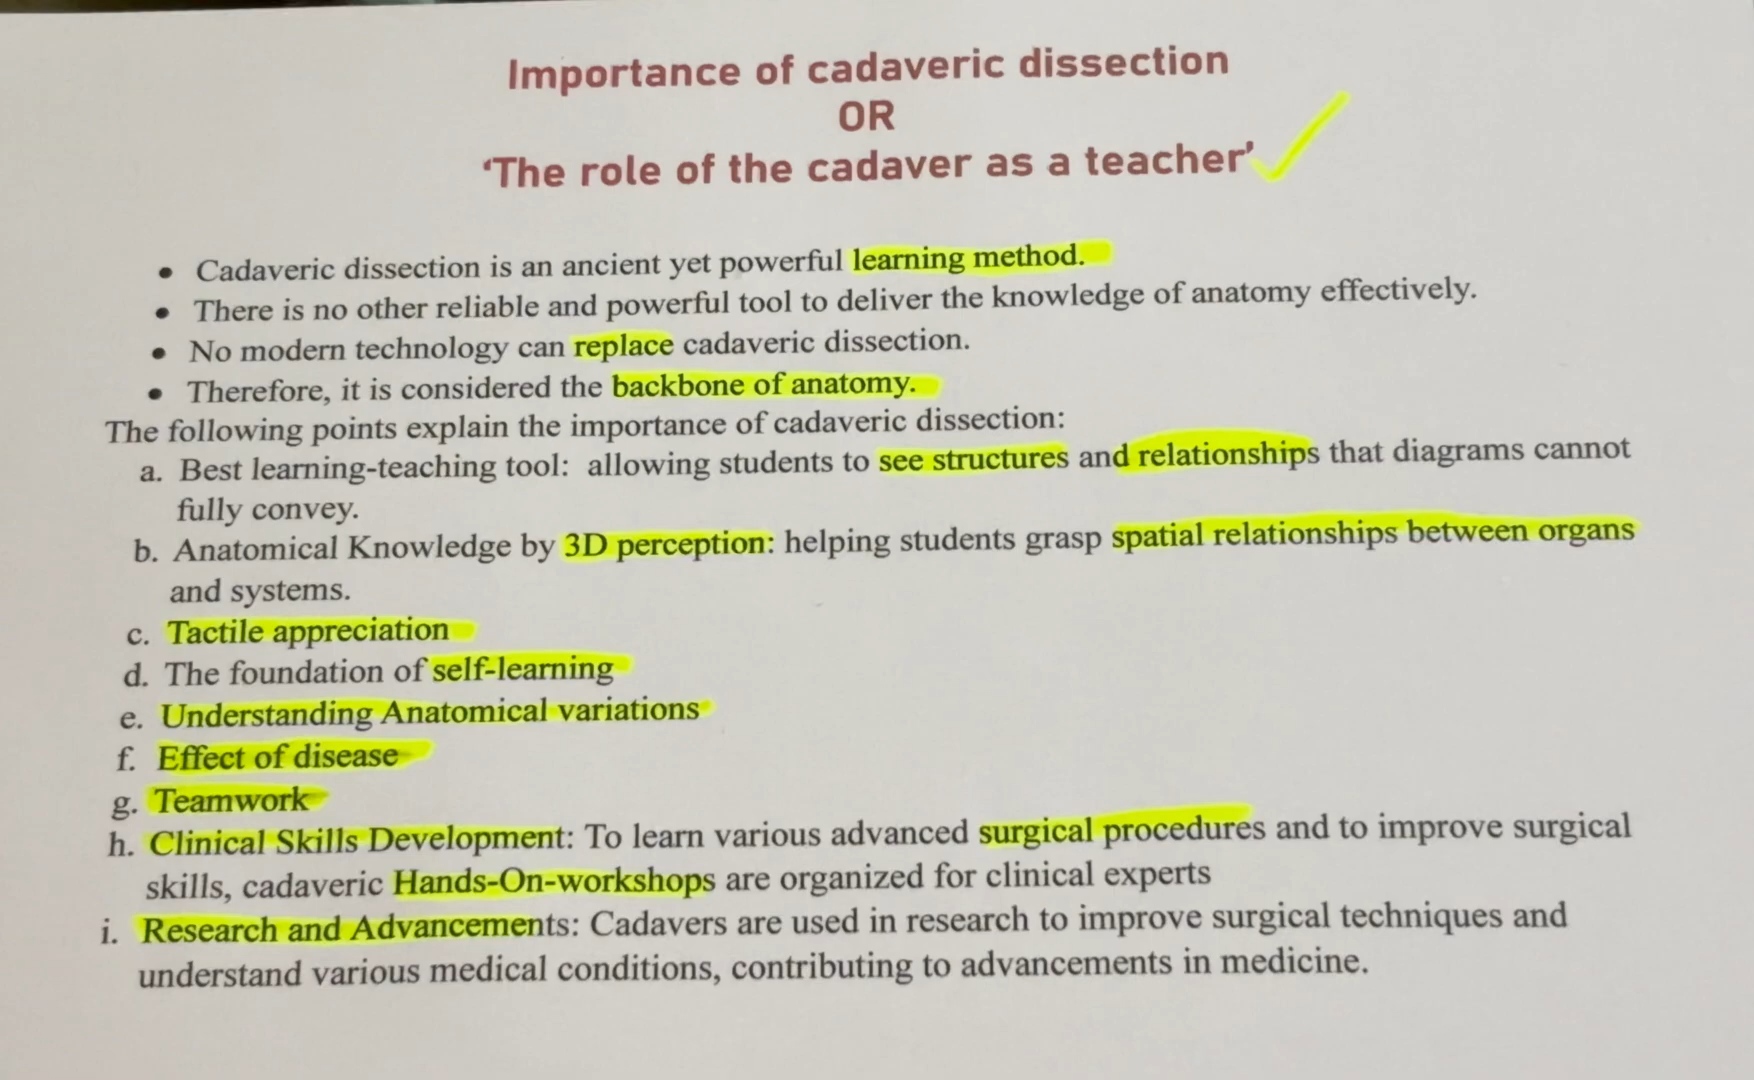 Importance of cadaveric dissection
OR
‘The role of the cadaver as a teacher’
• Cadaveric dissection is an ancient yet powerful learning method.
• There is no other reliable and powerful tool to deliver the knowledge of anatomy effectively.
• No modern technology can replace cadaveric dissection.
• Therefore, it is considered the backbone of anatomy.
The following points explain the importance of cadaveric dissection:
a. Best learning-teaching tool: allowing students to see structures and relationships that diagrams cannot
fully convey.
b. Anatomical Knowledge by 3D perception: helping students grasp spatial relationships between organs
and systems.
c. Tactile appreciation
d. The foundation of self-learning
e. Understanding Anatomical variations
f. Effect of disease
g. Teamwork
h. Clinical Skills Development: To learn various advanced surgical procedures and to improve surgical
skills, cadaveric Hands-On-workshops are organized for clinical experts
i. Research and Advancements: Cadavers are used in research to improve surgical techniques and
understand various medical conditions, contributing to advancements in medicine.